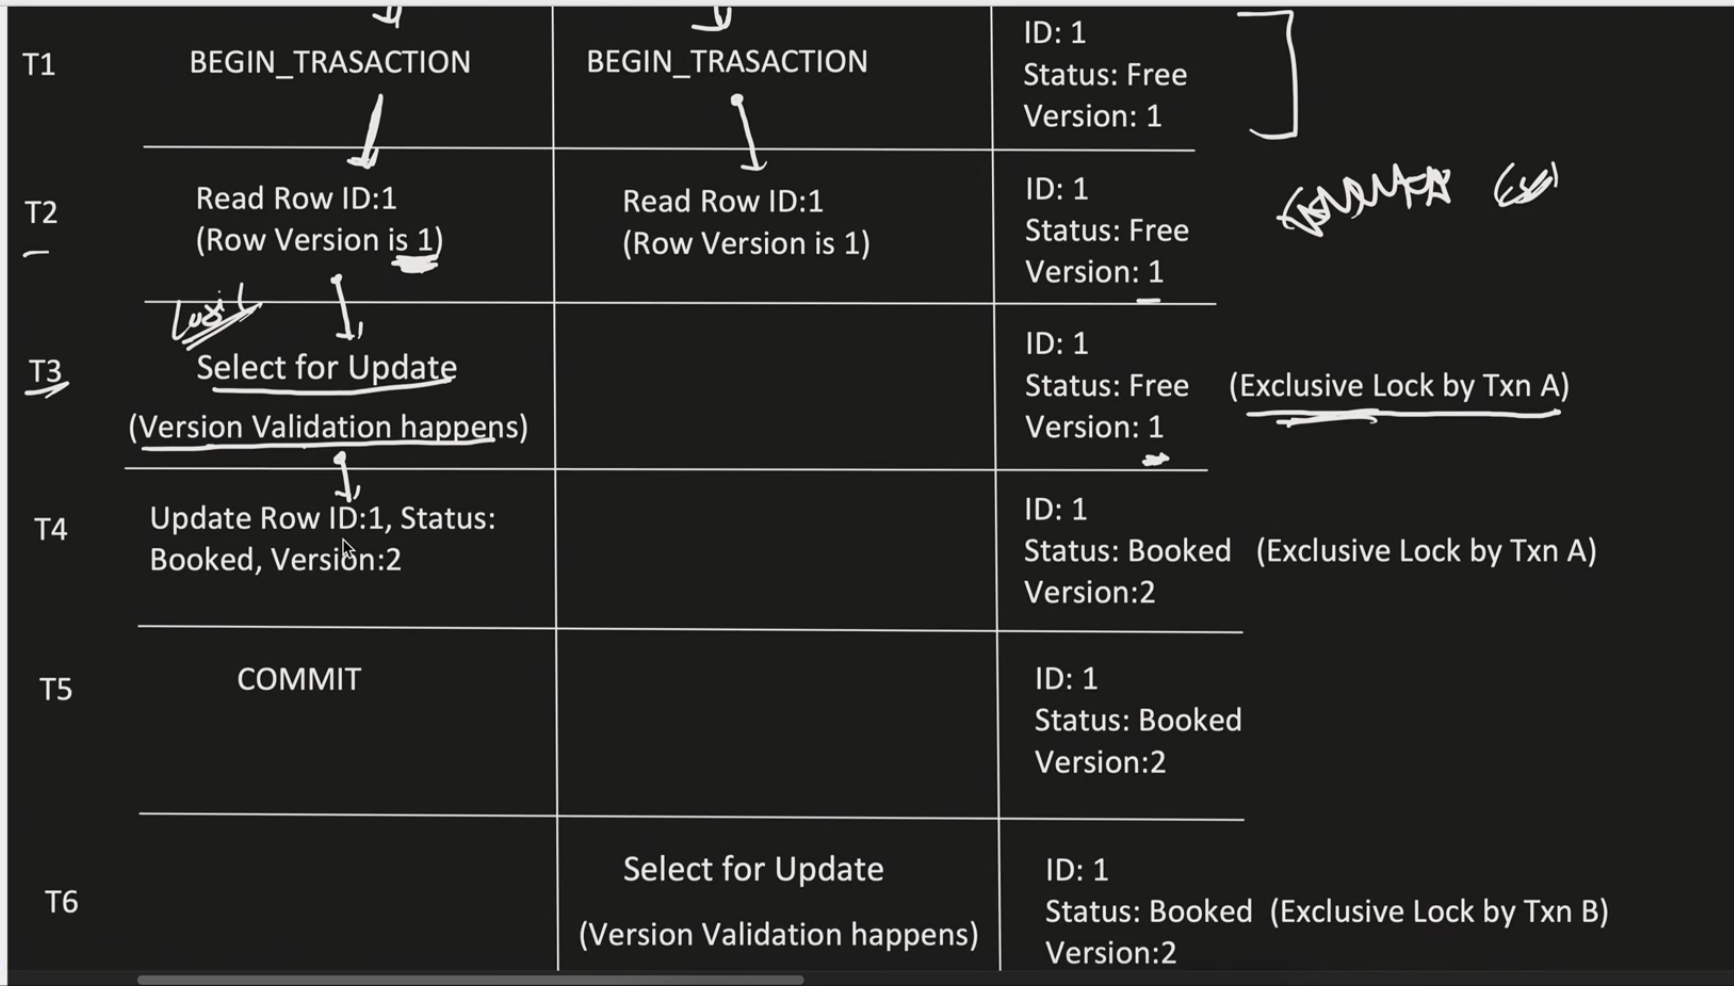 T1
BEGIN_TRASACTION
BEGIN_TRASACTION
ID: 1
Status: Free
Version: 1
T2
Read Row ID:1
(Row Version is 1)
Read Row ID:1
(Row Version is 1)
ID: 1
Status: Free
Version: 1
T3
Select for Update
(Version Validation happens)
ID: 1
Status: Free
Version: 1
(Exclusive Lock by Txn A)
T4
Update Row ID:1, Status:
Booked, Version:2
ID: 1
Status: Booked
Version:2
(Exclusive Lock by Txn A)
T5
COMMIT
ID: 1
Status: Booked
Version:2
T6
Select for Update
(Version Validation happens)
ID: 1
Status: Booked
Version:2
(Exclusive Lock by Txn B)